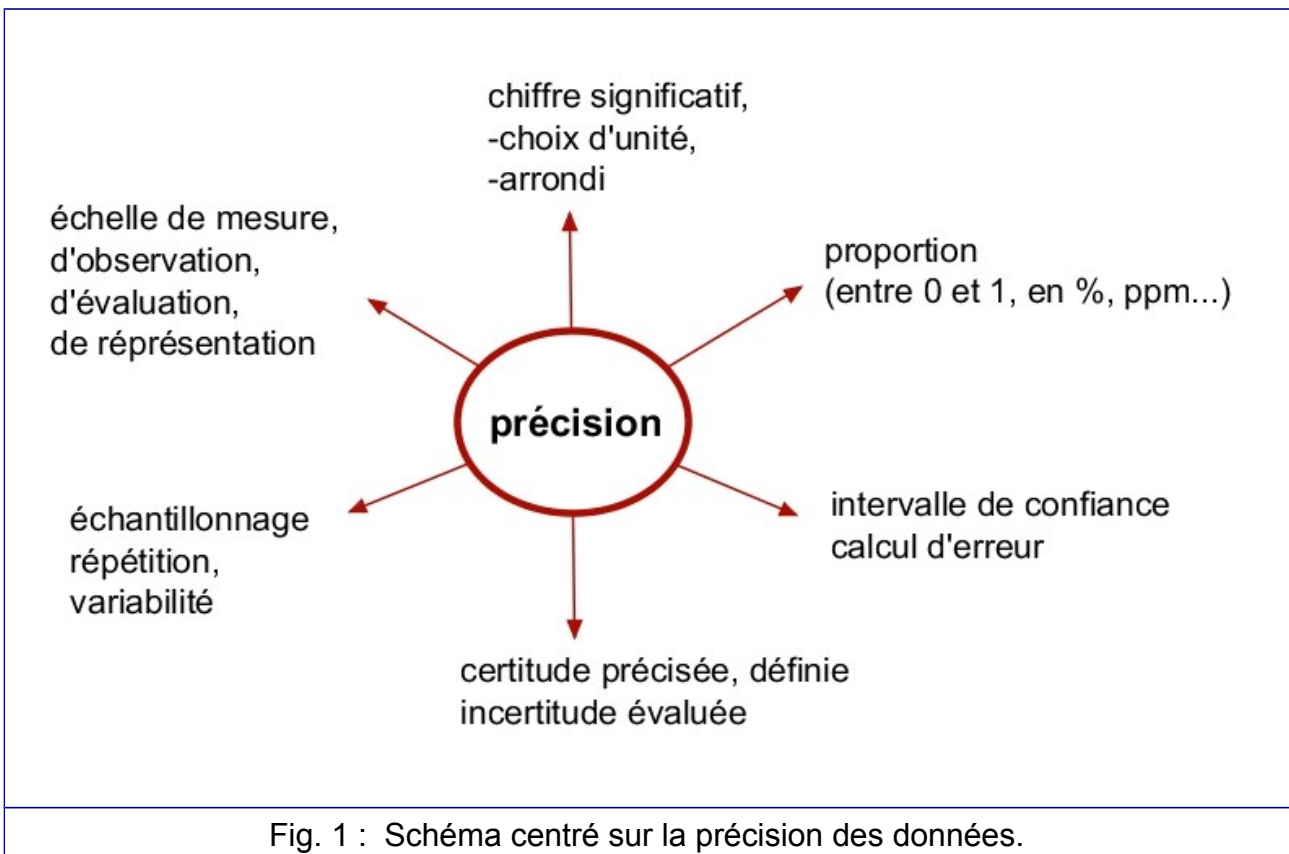 chiffre significatif,
-choix d'unité,
-arrondi
échelle de mesure,
d'observation,
d'évaluation,
de réprésentation
proportion
(entre 0 et 1, en %, ppm...)
précision
échantillonnage
répétition,
variabilité
intervalle de confiance
calcul d'erreur
certitude précisée, définie
incertitude évaluée
Fig. 1 : Schéma centré sur la précision des données.